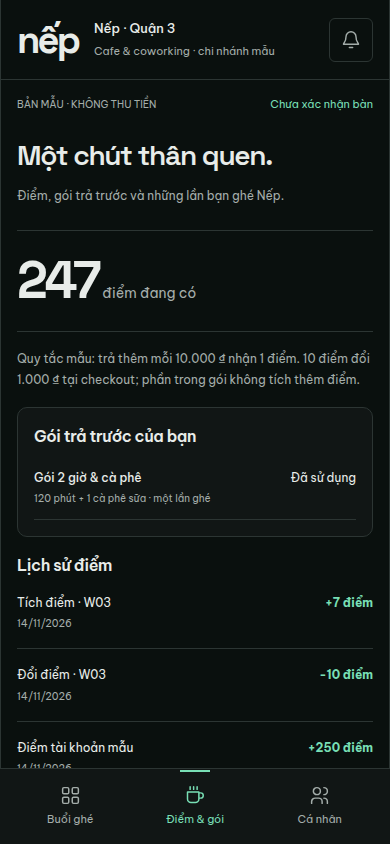 nếp
Nếp · Quận 3
Cafe & coworking · chi nhánh mẫu
BẢN MẪU · KHÔNG THU TIỀN
Chưa xác nhận bàn
Một chút thân quen.
Điểm, gói trả trước và những lần bạn ghé Nếp.
247 điểm đang có
Quy tắc mẫu: trả thêm mỗi 10.000 ₫ nhận 1 điểm. 10 điểm đổi
1.000 ₫ tại checkout; phần trong gói không tích thêm điểm.
Gói trả trước của bạn
Gói 2 giờ & cà phê
Đã sử dụng
120 phút + 1 cà phê sữa · một lần ghé
Lịch sử điểm
Tích điểm · W03
+7 điểm
14/11/2026
Đổi điểm · W03
-10 điểm
14/11/2026
Điểm tài khoản mẫu
+250 điểm
14/11/2026
Buổi ghé
Điểm & gói
Cá nhân